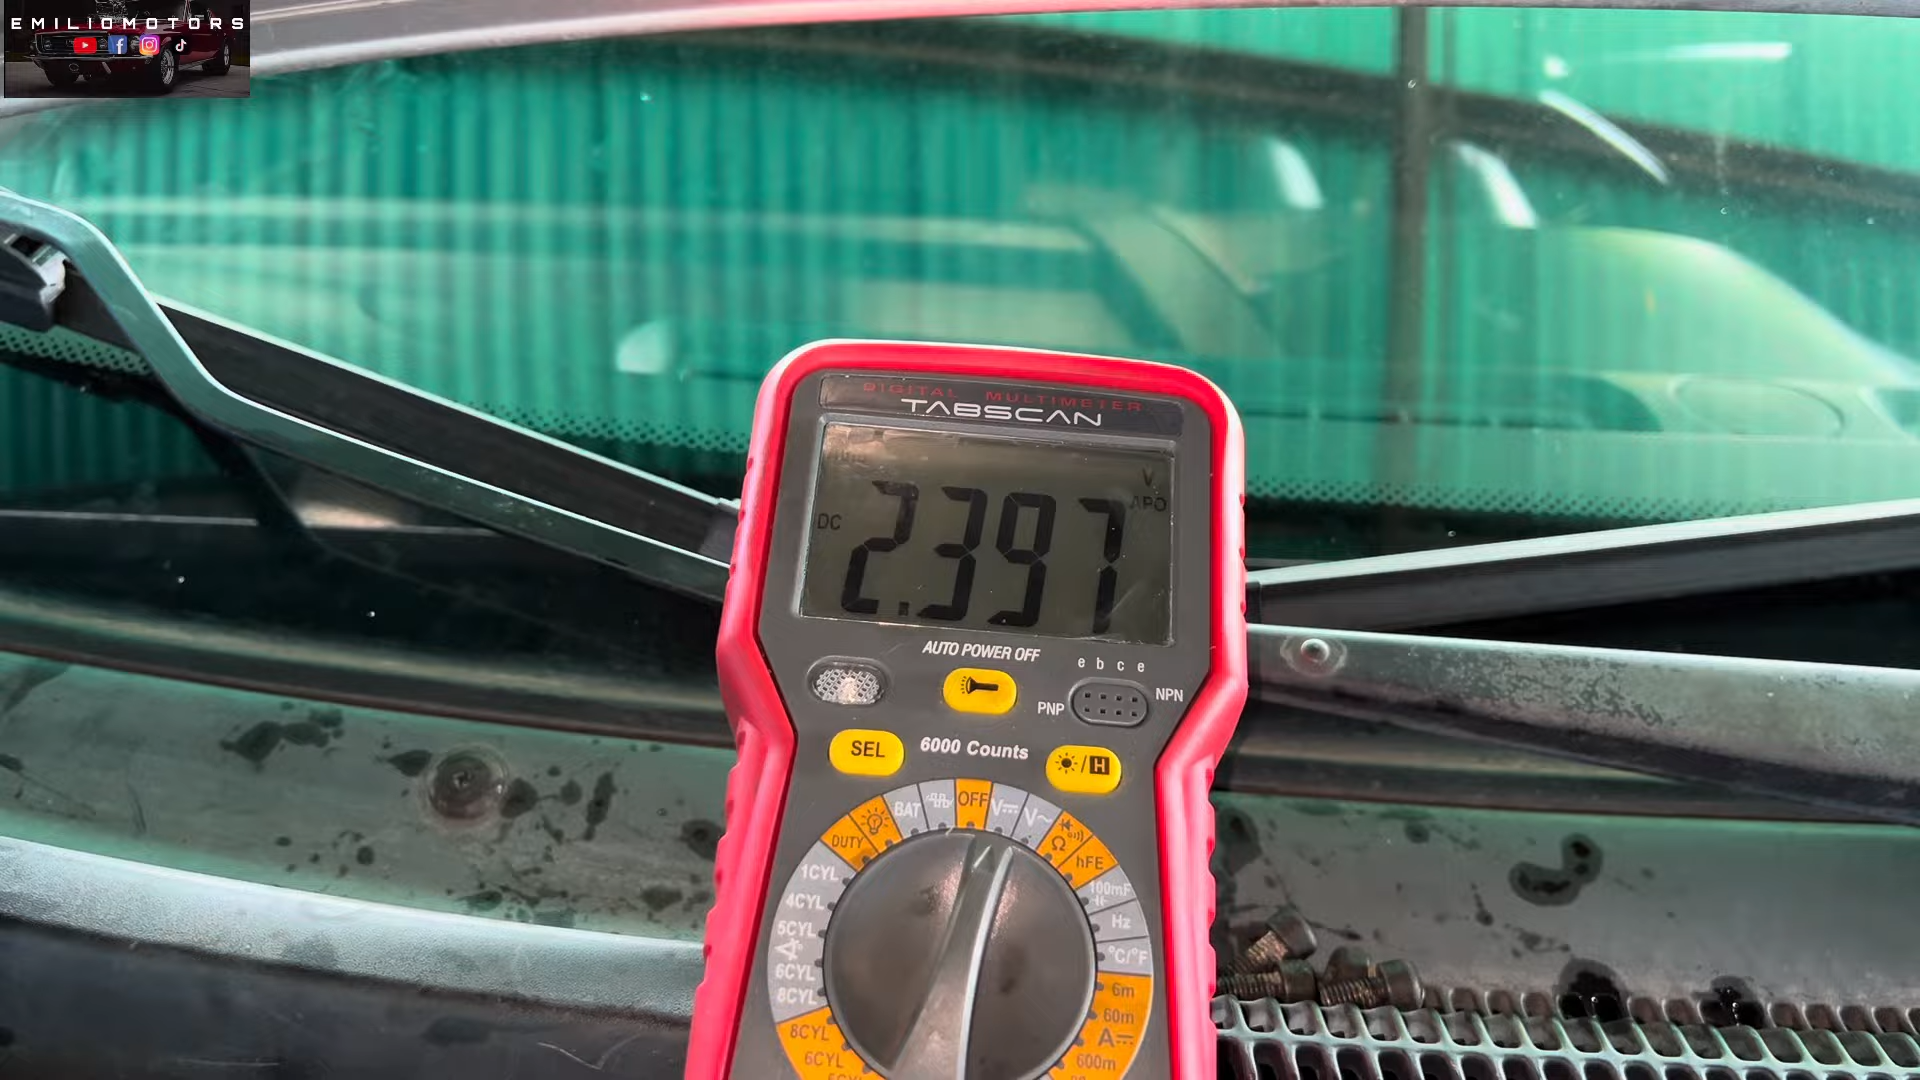 EMILIOMOTORS
DIGITAL MULTIMETER
TABSCAN
V
APO
DC
2.397
AUTO POWER OFF
e b c e
PNP
NPN
SEL
6000 Counts
H
OFF
V
V~
BAT
DUTY
Ω
hFE
1CYL
100mF
4CYL
Hz
5CYL
°C/°F
6CYL
8CYL
6m
60m
8CYL
A
6CYL
600m